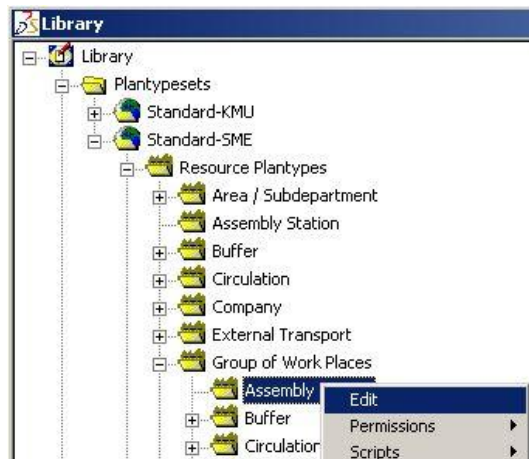 Library
Library
Plantypesets
Standard-KMU
Standard-SME
Resource Plantypes
Area / Subdepartment
Assembly Station
Buffer
Circulation
Company
External Transport
Group of Work Places
Assembly
Edit
Buffer
Permissions
Circulation
Scripts